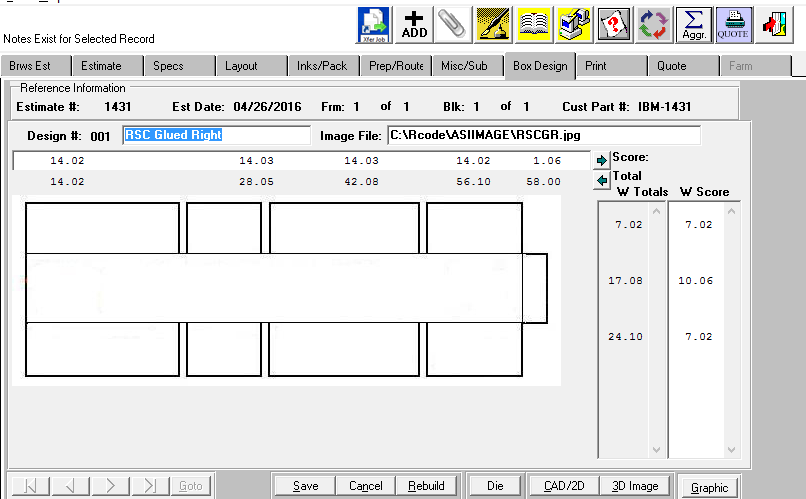 Notes Exist for Selected Record
Xfer Job
ADD
Aggr.
QUOTE
Brws Est Estimate Specs Layout Inks/Pack Prep/Route Misc/Sub Box Design Print Quote Farm
Reference Information
Estimate #: 1431 Est Date: 04/26/2016 Frm: 1 of 1 Blk: 1 of 1 Cust Part #: IBM-1431
Design #: 001 RSC Glued Right Image File: C:\Rcode\ASIIMAGE\RSCGR.jpg
14.02 14.03 14.03 14.02 1.06 Score:
14.02 28.05 42.08 56.10 58.00 Total
W Totals W Score
7.02 7.02
17.08 10.06
24.10 7.02
Goto Save Cancel Rebuild Die CAD/2D 3D Image Graphic